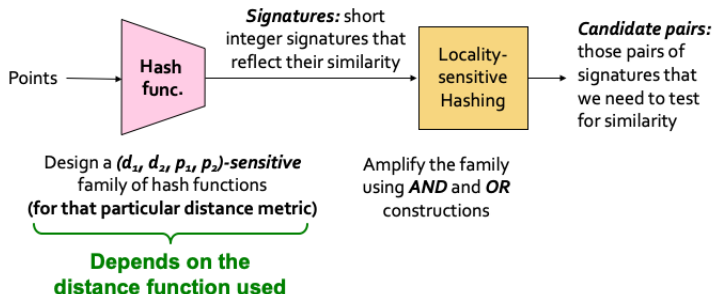 Points
Hash
func.
Signatures: short
integer signatures that
reflect their similarity
Locality-
sensitive
Hashing
Candidate pairs:
those pairs of
signatures that
we need to test
for similarity
Design a (d₁, d₂, p₁, p₂)-sensitive
family of hash functions
(for that particular distance metric)
Amplify the family
using AND and OR
constructions
Depends on the
distance function used